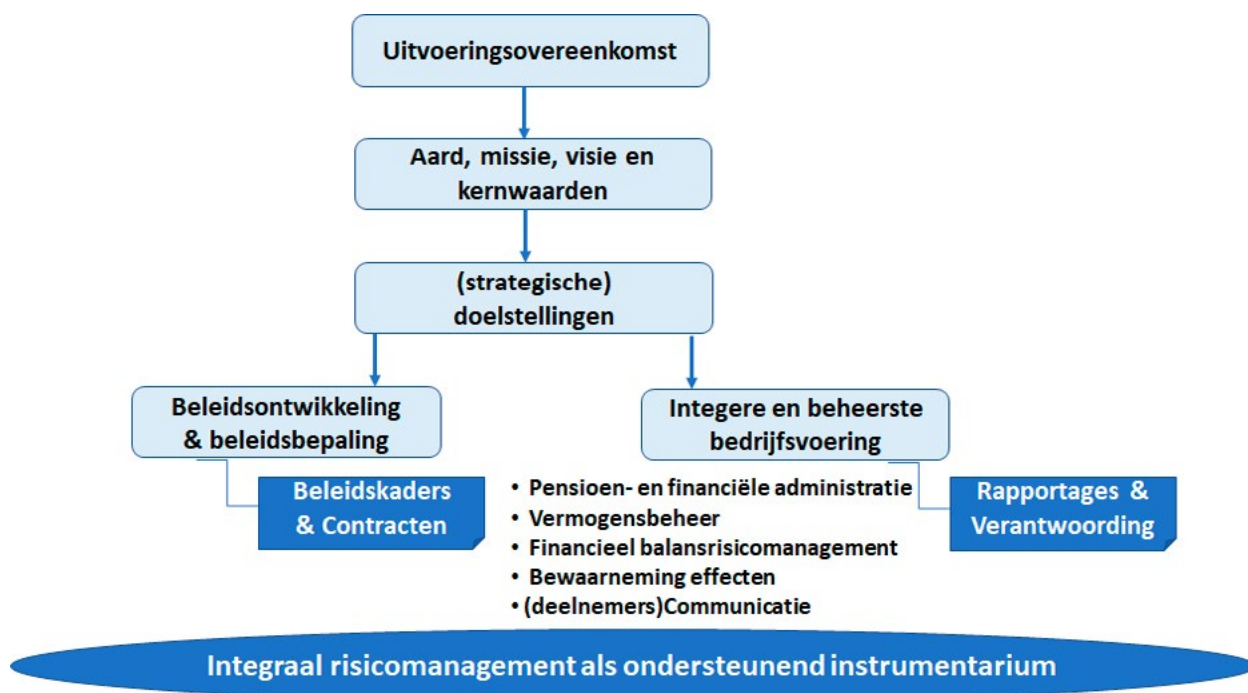 Uitvoeringsovereenkomst
Aard, missie, visie en
kernwaarden
(strategische)
doelstellingen
Beleidsontwikkeling
& beleidsbepaling
Integere en beheerste
bedrijfsvoering
Beleidskaders
& Contracten
• Pensioen- en financiële administratie
• Vermogensbeheer
• Financieel balansrisicomanagement
• Bewaarneming effecten
• (deelnemers)Communicatie
Rapportages &
Verantwoording
Integraal risicomanagement als ondersteunend instrumentarium